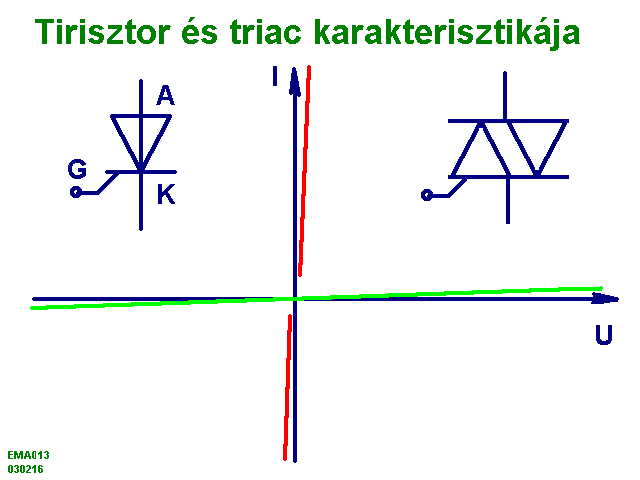 Tirisztor és triac karakterisztikája
I
A
G
K
U
EMA013
030216